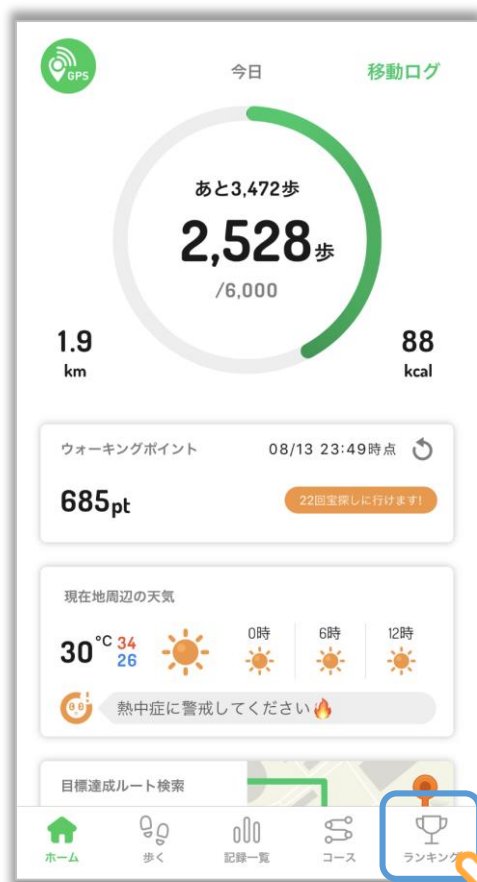 GPS
今日
移動ログ
あと3,472歩
2,528歩
/6,000
1.9
km
88
kcal
ウォーキングポイント
08/13 23:49時点
685pt
22回宝探しに行けます!
現在地周辺の天気
30℃ 34
26
0時
6時
12時
熱中症に警戒してください🔥
目標達成ルート検索
ホーム
歩く
記録一覧
コース
ランキング